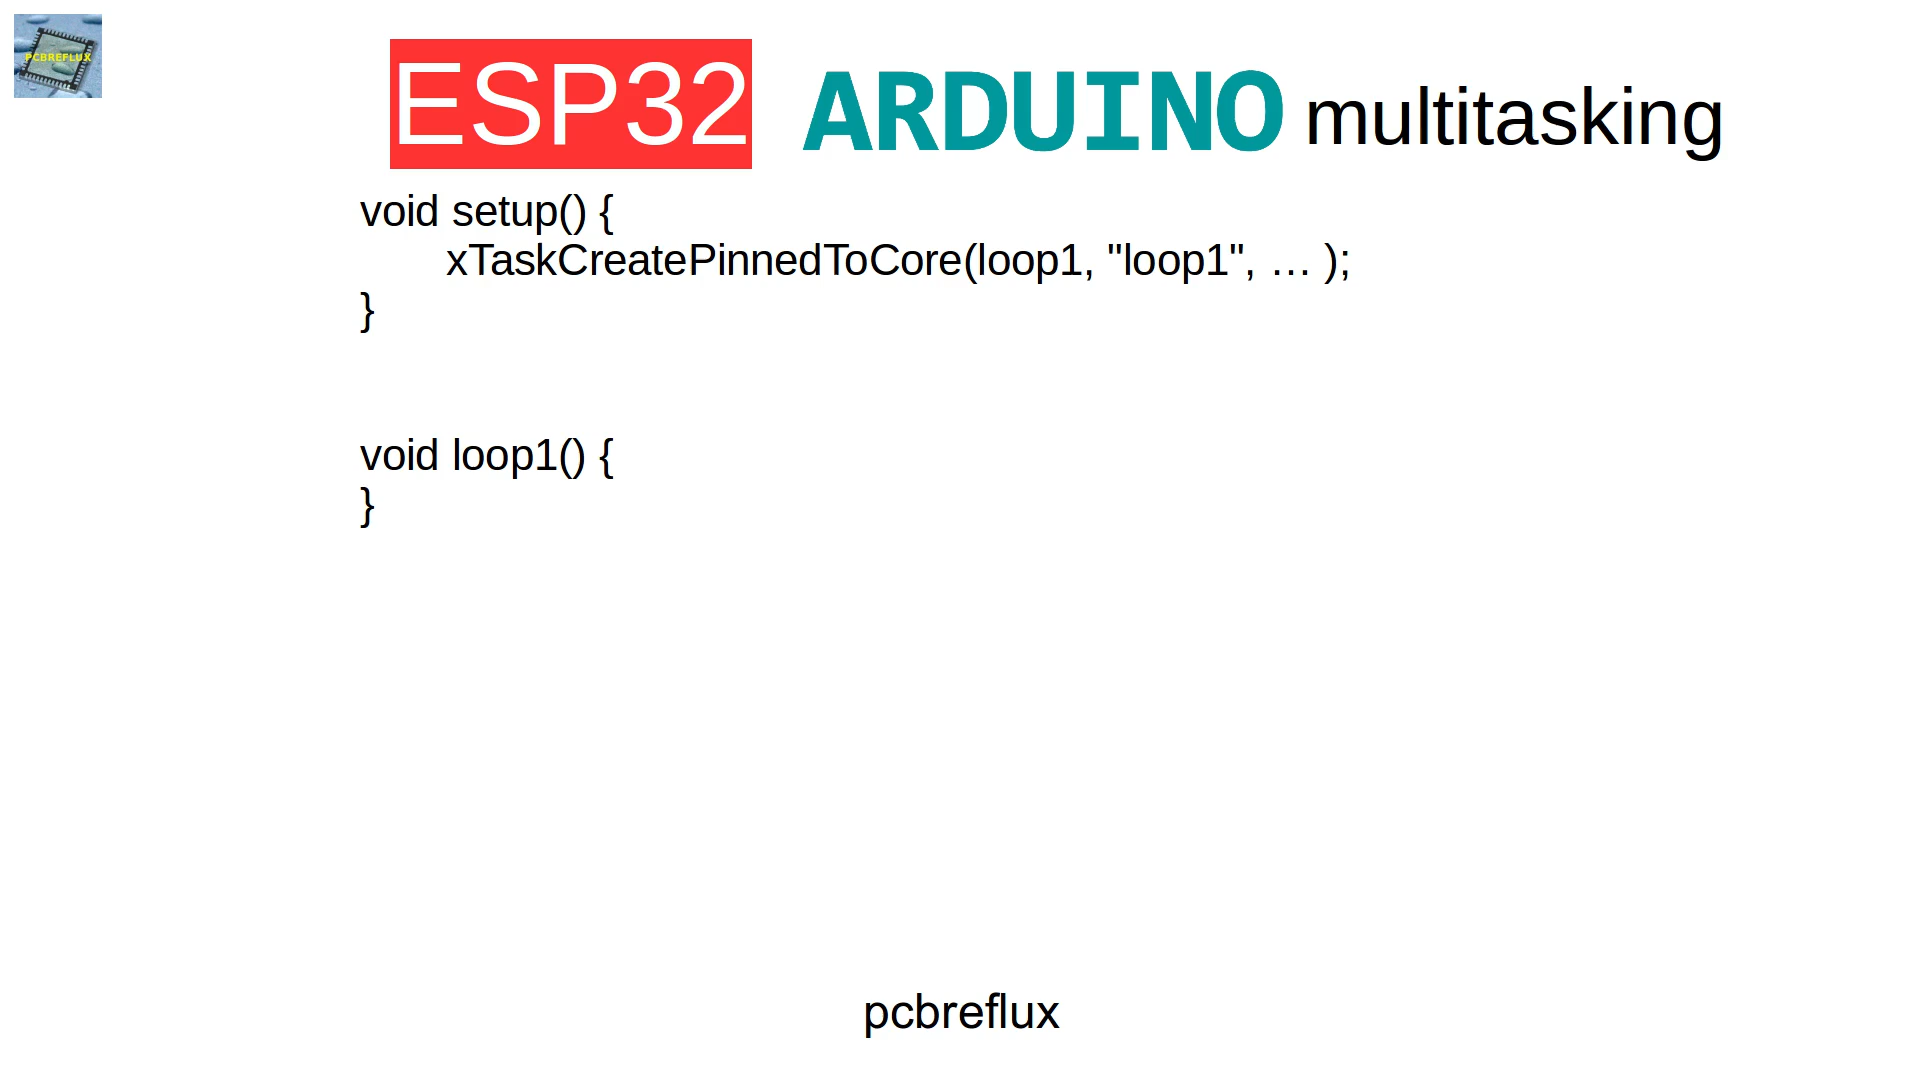 PCBREFLUX
ESP32 ARDUINO multitasking
void setup() {
xTaskCreatePinnedToCore(loop1, "loop1", … );
}
void loop1() {
}
pcbreflux